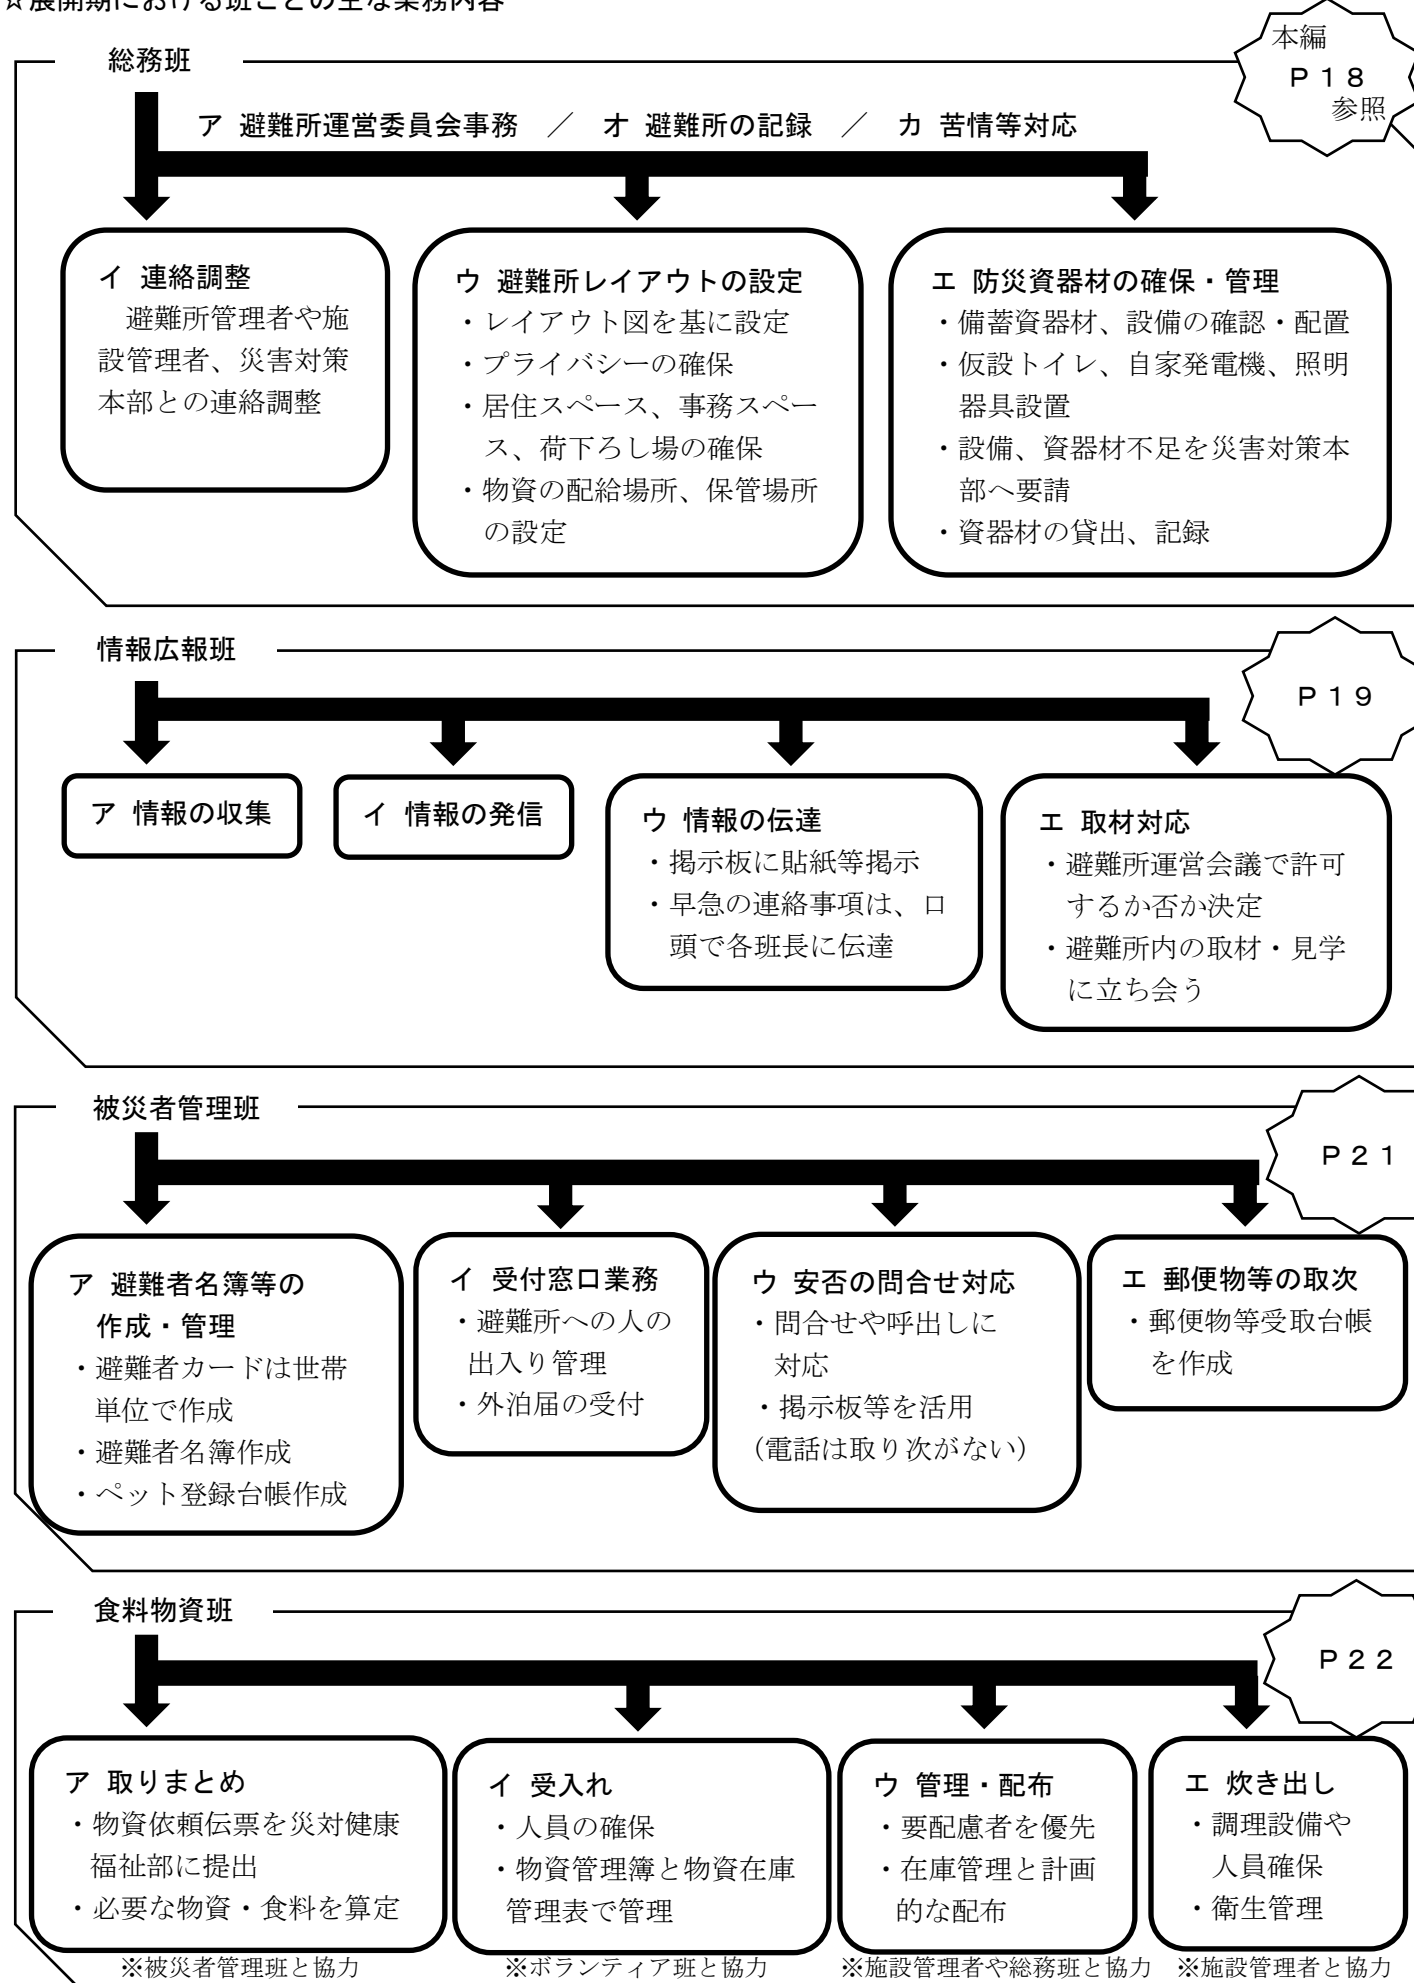 ☆展開期における班ごとの主な業務内容
総務班
本編
P18
参照
ア 避難所運営委員会事務 ／ オ 避難所の記録 ／ カ 苦情等対応
イ 連絡調整
避難所管理者や施
設管理者、災害対策
本部との連絡調整
ウ 避難所レイアウトの設定
・レイアウト図を基に設定
・プライバシーの確保
・居住スペース、事務スペー
ス、荷下ろし場の確保
・物資の配給場所、保管場所
の設定
エ 防災資器材の確保・管理
・備蓄資器材、設備の確認・配置
・仮設トイレ、自家発電機、照明
器具設置
・設備、資器材不足を災害対策本
部へ要請
・資器材の貸出、記録
情報広報班
P19
ア 情報の収集
イ 情報の発信
ウ 情報の伝達
・掲示板に貼紙等掲示
・早急の連絡事項は、口
頭で各班長に伝達
エ 取材対応
・避難所運営会議で許可
するか否か決定
・避難所内の取材・見学
に立ち会う
被災者管理班
P21
ア 避難者名簿等の
作成・管理
・避難者カードは世帯
単位で作成
・避難者名簿作成
・ペット登録台帳作成
イ 受付窓口業務
・避難所への人の
出入り管理
・外泊届の受付
ウ 安否の問合せ対応
・問合せや呼出しに
対応
・掲示板等を活用
(電話は取り次がない)
エ 郵便物等の取次
・郵便物等受取台帳
を作成
食料物資班
P22
ア 取りまとめ
・物資依頼伝票を災対健康
福祉部に提出
・必要な物資・食料を算定
※被災者管理班と協力
イ 受入れ
・人員の確保
・物資管理簿と物資在庫
管理表で管理
※ボランティア班と協力
ウ 管理・配布
・要配慮者を優先
・在庫管理と計画
的な配布
※施設管理者や総務班と協力
エ 炊き出し
・調理設備や
人員確保
・衛生管理
※施設管理者と協力